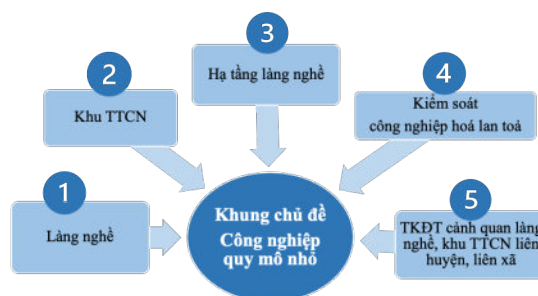 1
Làng nghề
2
Khu TTCN
3
Hạ tầng làng nghề
4
Kiểm soát
công nghiệp hoá lan toả
5
TKĐT cảnh quan làng
nghề, khu TTCN liên
huyện, liên xã
Khung chủ đề
Công nghiệp
quy mô nhỏ